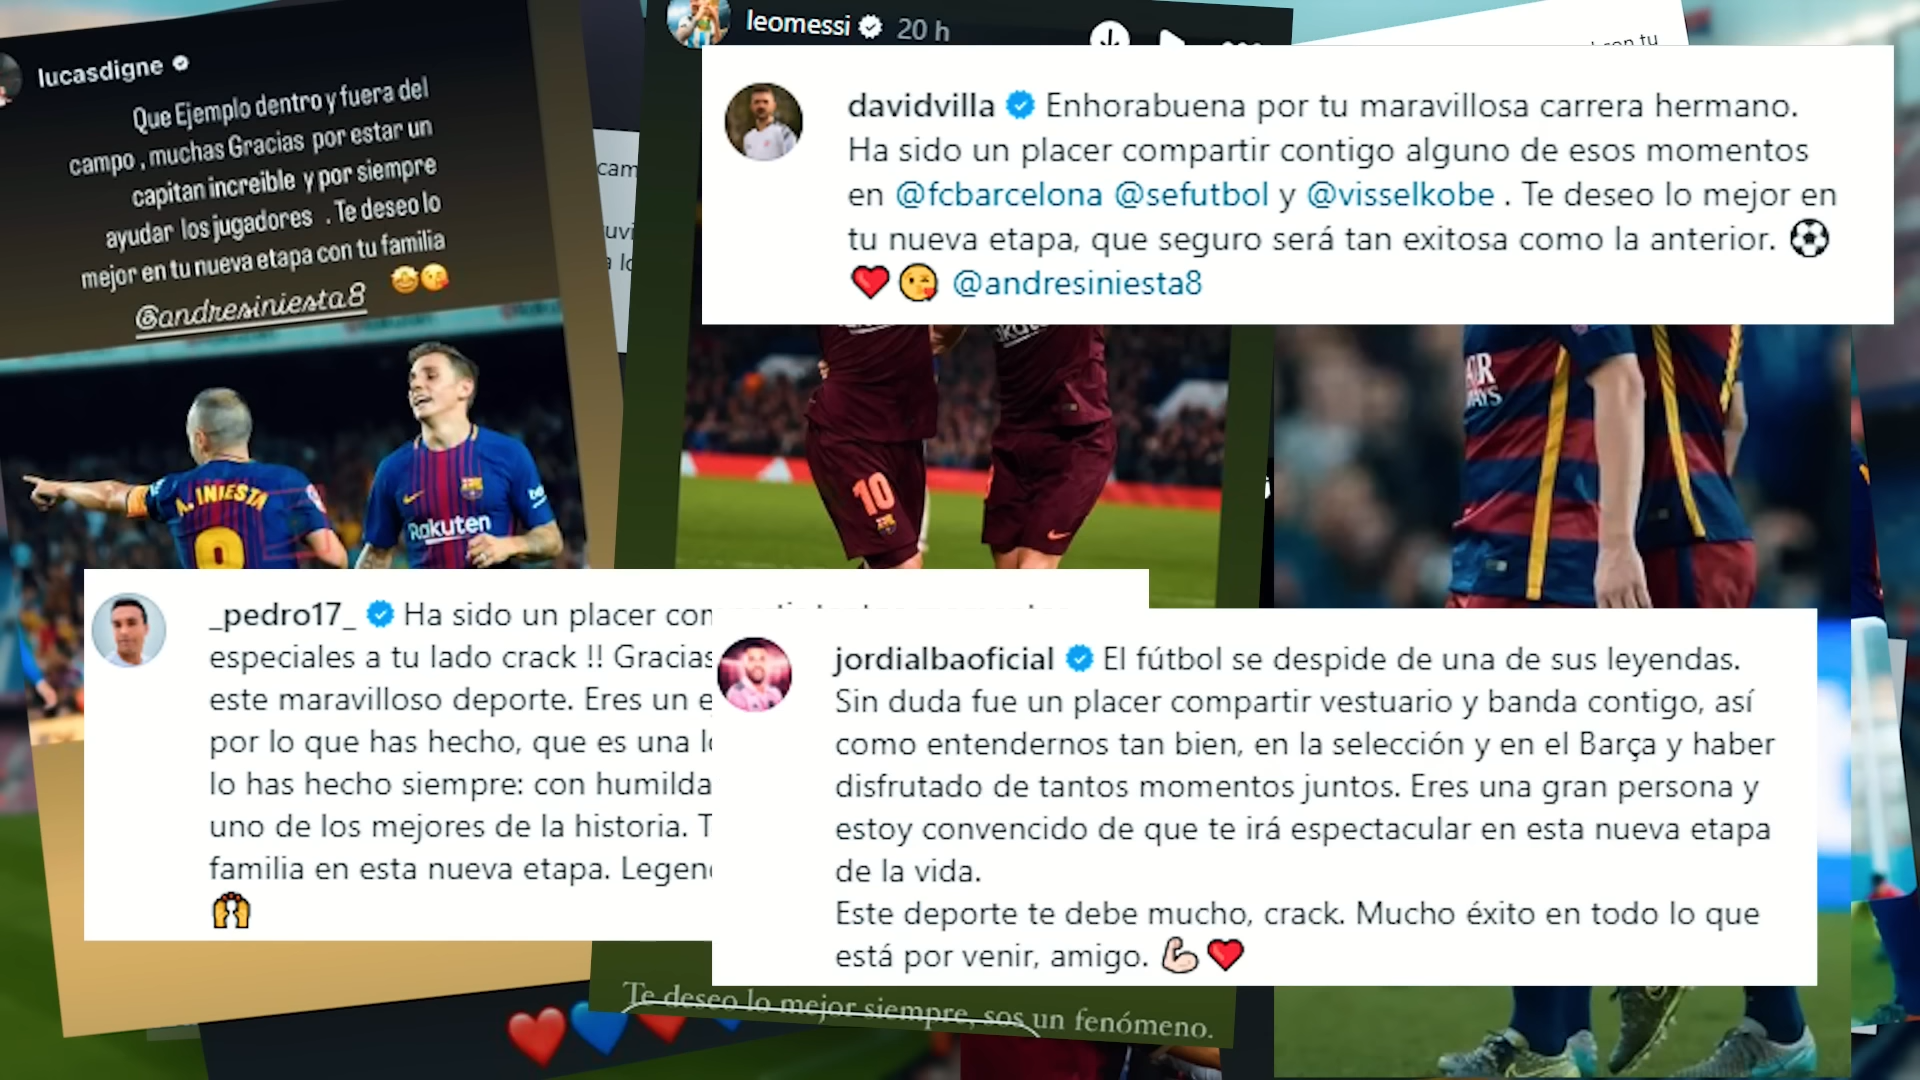 lucasdigne
Que Ejemplo dentro y fuera del
campo , muchas Gracias por estar un
capitan increible y por siempre
ayudar los jugadores . Te deseo lo
mejor en tu nueva etapa con tu familia
🤩😘
@andresiniesta8
A. INIESTA
8
Rakuten
beko
leomessi 20 h
10
con tu
cam
davidvilla Enhorabuena por tu maravillosa carrera hermano.
Ha sido un placer compartir contigo alguno de esos momentos
en @fcbarcelona @sefutbol y @visselkobe . Te deseo lo mejor en
tu nueva etapa, que seguro será tan exitosa como la anterior. ⚽
❤️😘 @andresiniesta8
_pedro17_ Ha sido un placer com
especiales a tu lado crack !! Gracias
este maravilloso deporte. Eres un e
por lo que has hecho, que es una l
lo has hecho siempre: con humilda
uno de los mejores de la historia. T
familia en esta nueva etapa. Legen
🙌
jordialbaoficial El fútbol se despide de una de sus leyendas.
Sin duda fue un placer compartir vestuario y banda contigo, así
como entendernos tan bien, en la selección y en el Barça y haber
disfrutado de tantos momentos juntos. Eres una gran persona y
estoy convencido de que te irá espectacular en esta nueva etapa
de la vida.
Este deporte te debe mucho, crack. Mucho éxito en todo lo que
está por venir, amigo. 💪🏻❤️
Te deseo lo mejor siempre, sos un fenómeno.